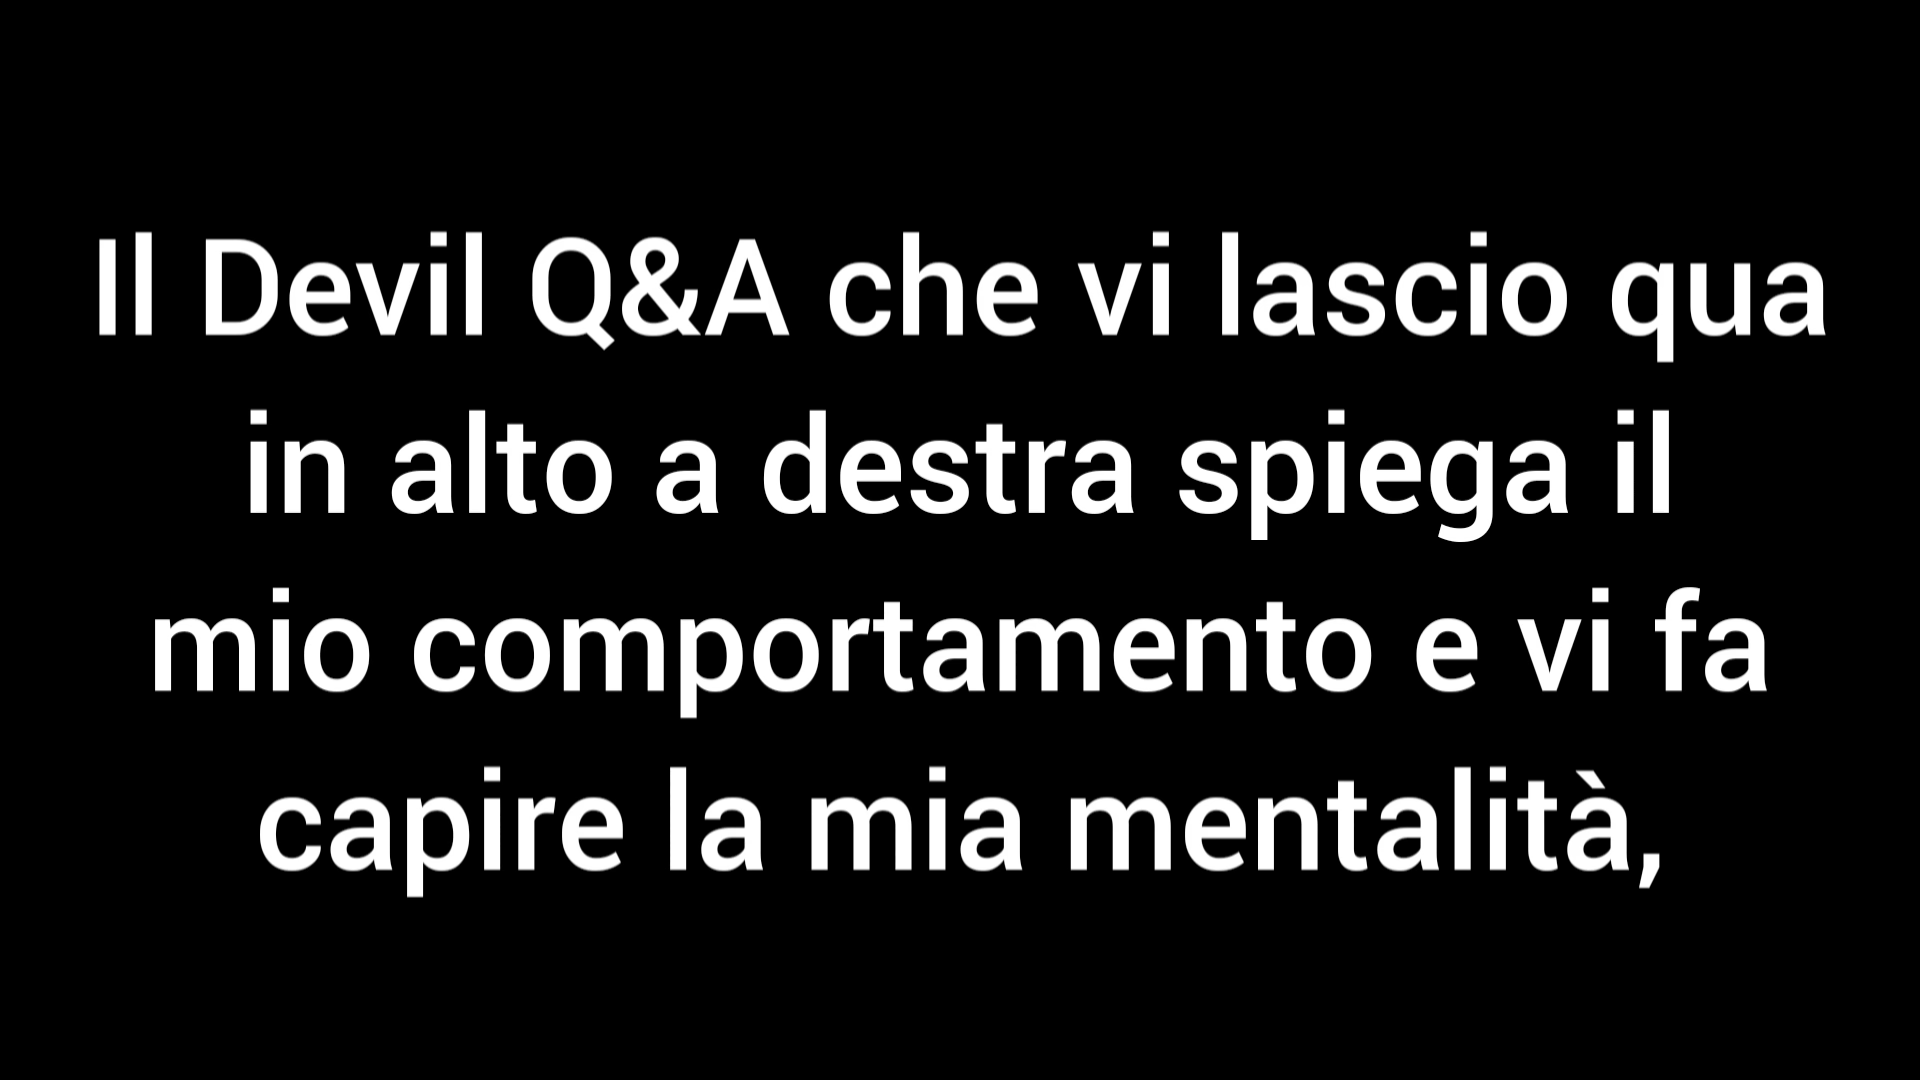 Il Devil Q&A che vi lascio qua
in alto a destra spiega il
mio comportamento e vi fa
capire la mia mentalità,